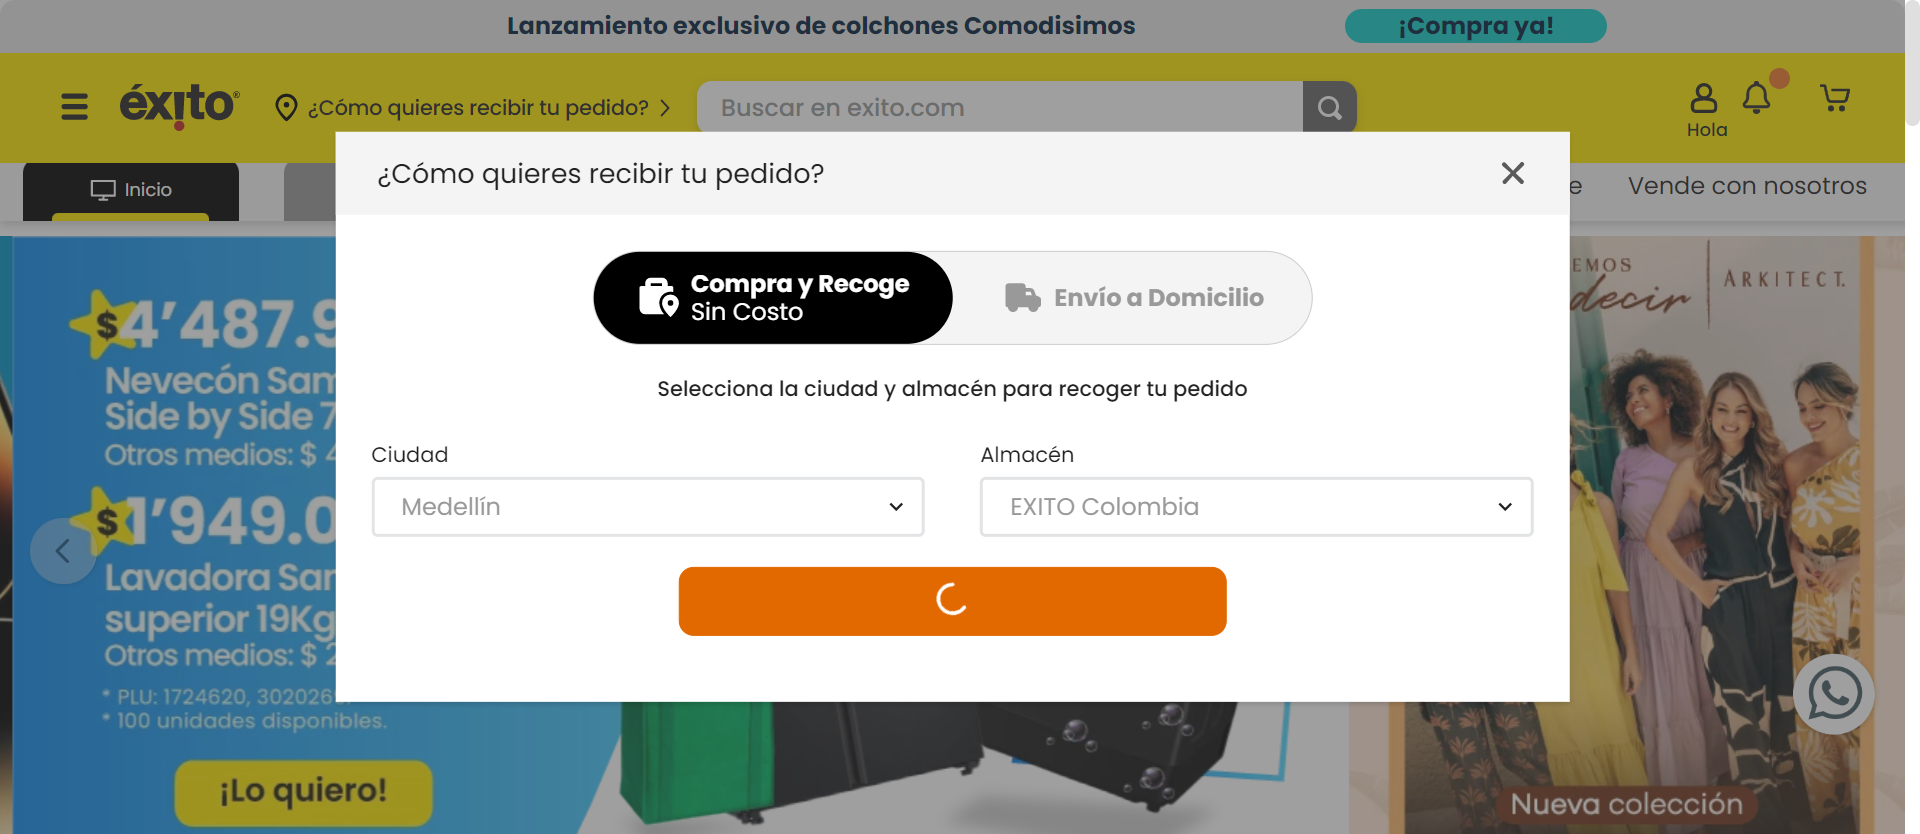 Lanzamiento exclusivo de colchones Comodisimos
¡Compra ya!
éxito
¿Cómo quieres recibir tu pedido?
Buscar en exito.com
Hola
¿Cómo quieres recibir tu pedido?
Inicio
e
Vende con nosotros
Compra y Recoge
Sin Costo
Envío a Domicilio
Selecciona la ciudad y almacén para recoger tu pedido
Ciudad
Almacén
Medellín
EXITO Colombia
$4’487.9
Nevecón Sam
Side by Side 7
Otros medios: $ 4
$1’949.0
Lavadora Sam
superior 19Kg
Otros medios: $ 2
* PLU: 1724620, 302026
* 100 unidades disponibles.
¡Lo quiero!
EMOS
decir
ARKITECT.
Nueva colección